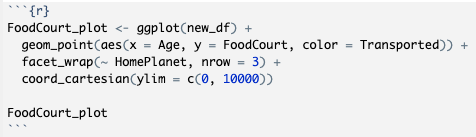 ```{r}
FoodCourt_plot <- ggplot(new_df) +
  geom_point(aes(x = Age, y = FoodCourt, color = Transported)) +
  facet_wrap(~ HomePlanet, nrow = 3) +
  coord_cartesian(ylim = c(0, 10000))

FoodCourt_plot
```